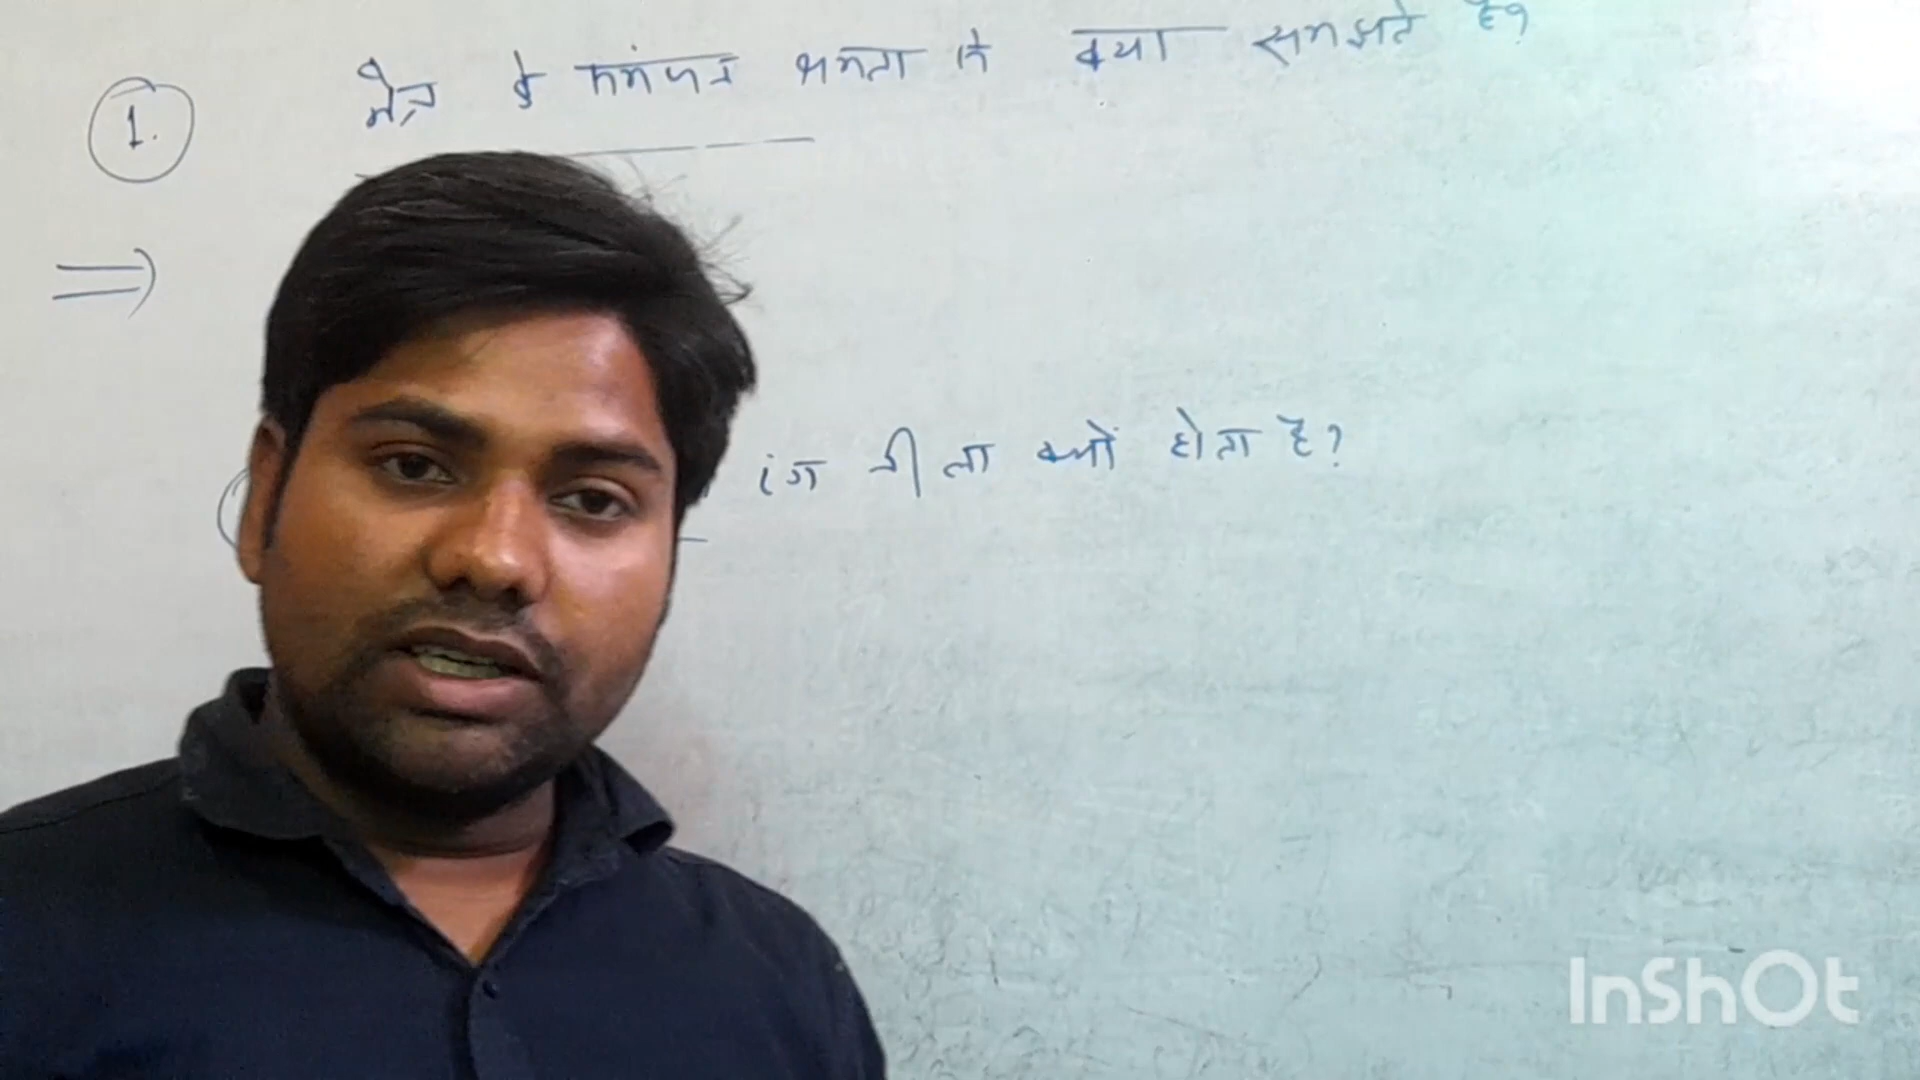 1. नेत्र के समंजन क्षमता से क्या समझते है?
⇒
रंग नीला क्यों होता है?
InShOt